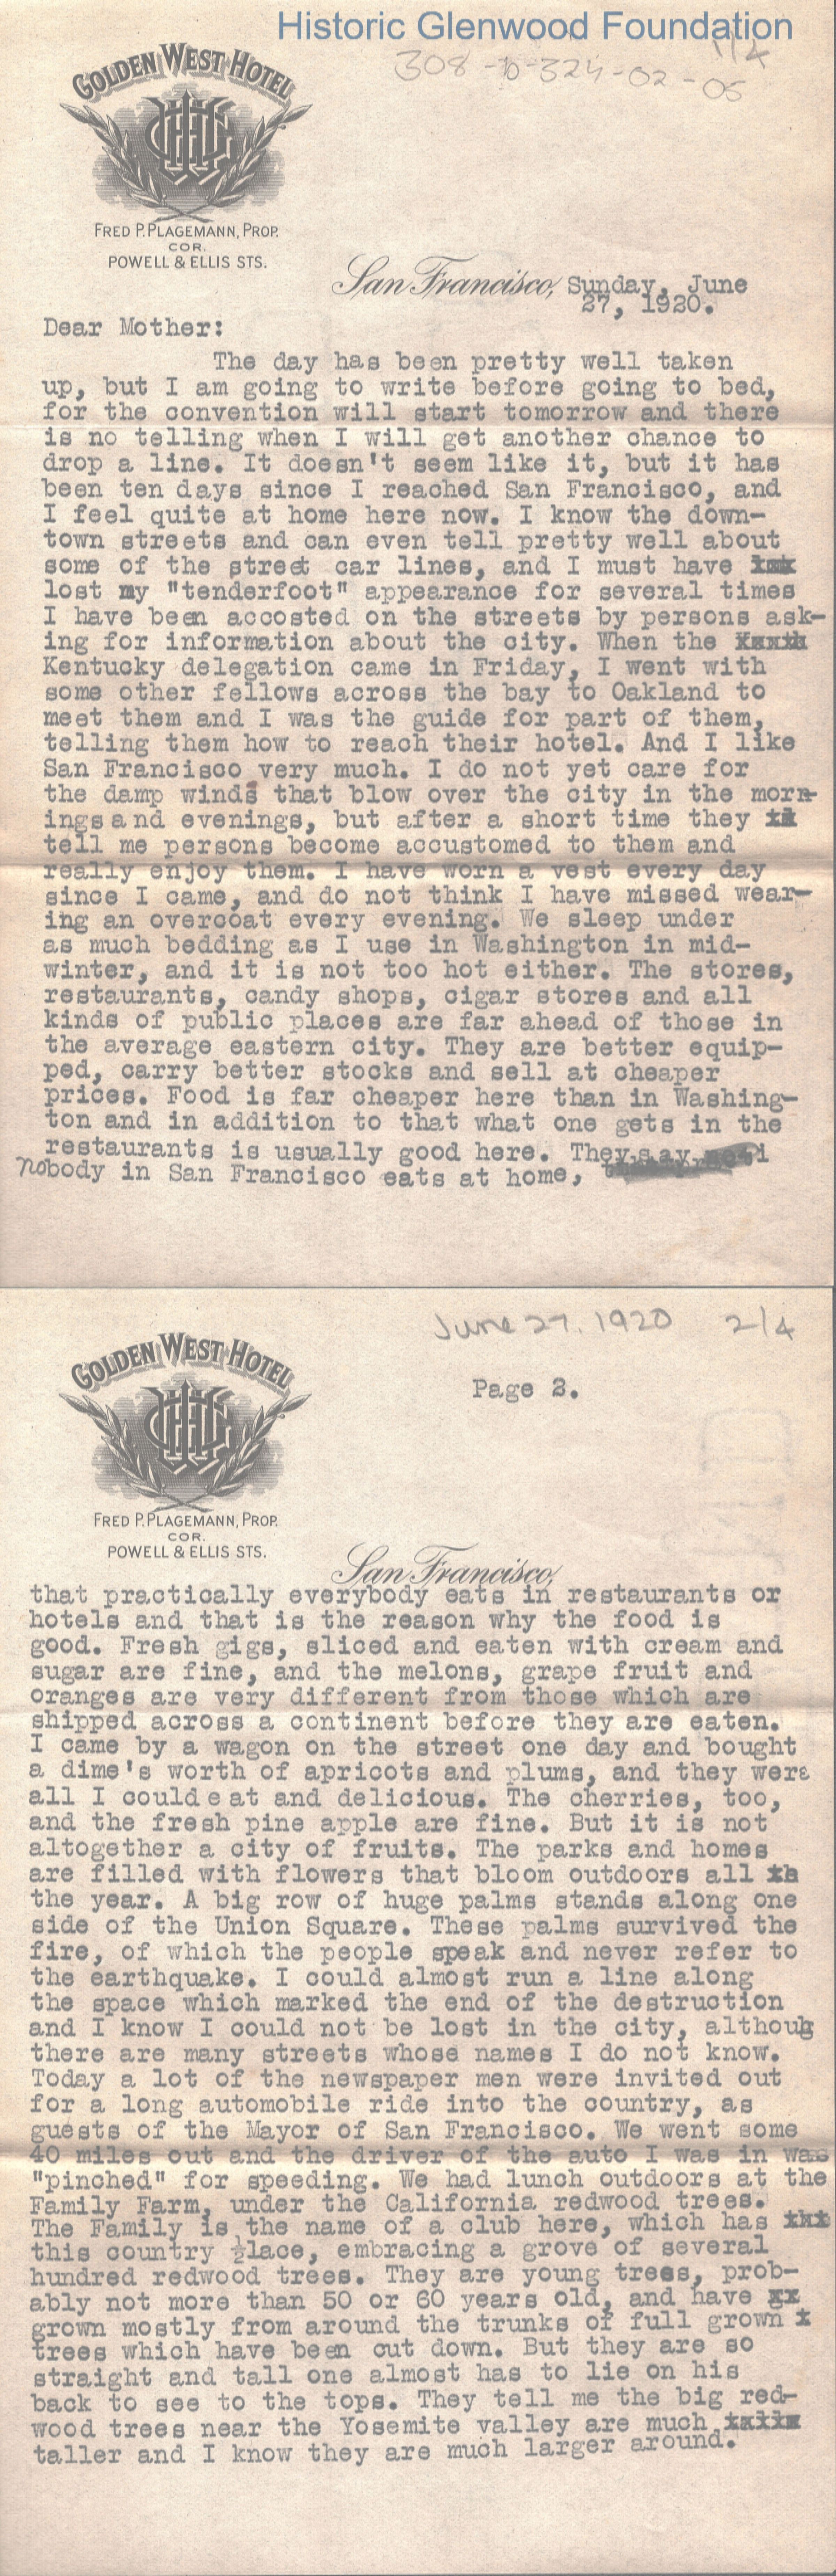 Historic Glenwood Foundation
1/4
308-D-324-02-05
GOLDEN WEST HOTEL
FRED P. PLAGEMANN, PROP.
COR.
POWELL & ELLIS STS.
San Francisco, Sunday, June
27, 1920.
Dear Mother:
The day has been pretty well taken
up, but I am going to write before going to bed,
for the convention will start tomorrow and there
is no telling when I will get another chance to
drop a line. It doesn't seem like it, but it has
been ten days since I reached San Francisco, and
I feel quite at home here now. I know the down-
town streets and can even tell pretty well about
some of the street car lines, and I must have
lost my "tenderfoot" appearance for several times
I have been accosted on the streets by persons ask-
ing for information about the city. When the
Kentucky delegation came in Friday, I went with
some other fellows across the bay to Oakland to
meet them and I was the guide for part of them,
telling them how to reach their hotel. And I like
San Francisco very much. I do not yet care for
the damp winds that blow over the city in the morn-
ings and evenings, but after a short time they
tell me persons become accustomed to them and
really enjoy them. I have worn a vest every day
since I came, and do not think I have missed wear-
ing an overcoat every evening. We sleep under
as much bedding as I use in Washington in mid-
winter, and it is not too hot either. The stores,
restaurants, candy shops, cigar stores and all
kinds of public places are far ahead of those in
the average eastern city. They are better equip-
ped, carry better stocks and sell at cheaper
prices. Food is far cheaper here than in Washing-
ton and in addition to that what one gets in the
restaurants is usually good here. They say
nobody in San Francisco eats at home,
June 27, 1920 2/4
GOLDEN WEST HOTEL
Page 2.
FRED P. PLAGEMANN, PROP.
COR.
POWELL & ELLIS STS.
San Francisco,
that practically everybody eats in restaurants or
hotels and that is the reason why the food is
good. Fresh gigs, sliced and eaten with cream and
sugar are fine, and the melons, grape fruit and
oranges are very different from those which are
shipped across a continent before they are eaten.
I came by a wagon on the street one day and bought
a dime's worth of apricots and plums, and they were
all I could eat and delicious. The cherries, too,
and the fresh pine apple are fine. But it is not
altogether a city of fruits. The parks and homes
are filled with flowers that bloom outdoors all
the year. A big row of huge palms stands along one
side of the Union Square. These palms survived the
fire, of which the people speak and never refer to
the earthquake. I could almost run a line along
the space which marked the end of the destruction
and I know I could not be lost in the city, althoug
there are many streets whose names I do not know.
Today a lot of the newspaper men were invited out
for a long automobile ride into the country, as
guests of the Mayor of San Francisco. We went some
40 miles out and the driver of the auto I was in was
"pinched" for speeding. We had lunch outdoors at the
Family Farm, under the California redwood trees.
The Family is the name of a club here, which has
this country ½lace, embracing a grove of several
hundred redwood trees. They are young trees, prob-
ably not more than 50 or 60 years old, and have
grown mostly from around the trunks of full grown
trees which have been cut down. But they are so
straight and tall one almost has to lie on his
back to see to the tops. They tell me the big red-
wood trees near the Yosemite valley are much
taller and I know they are much larger around.